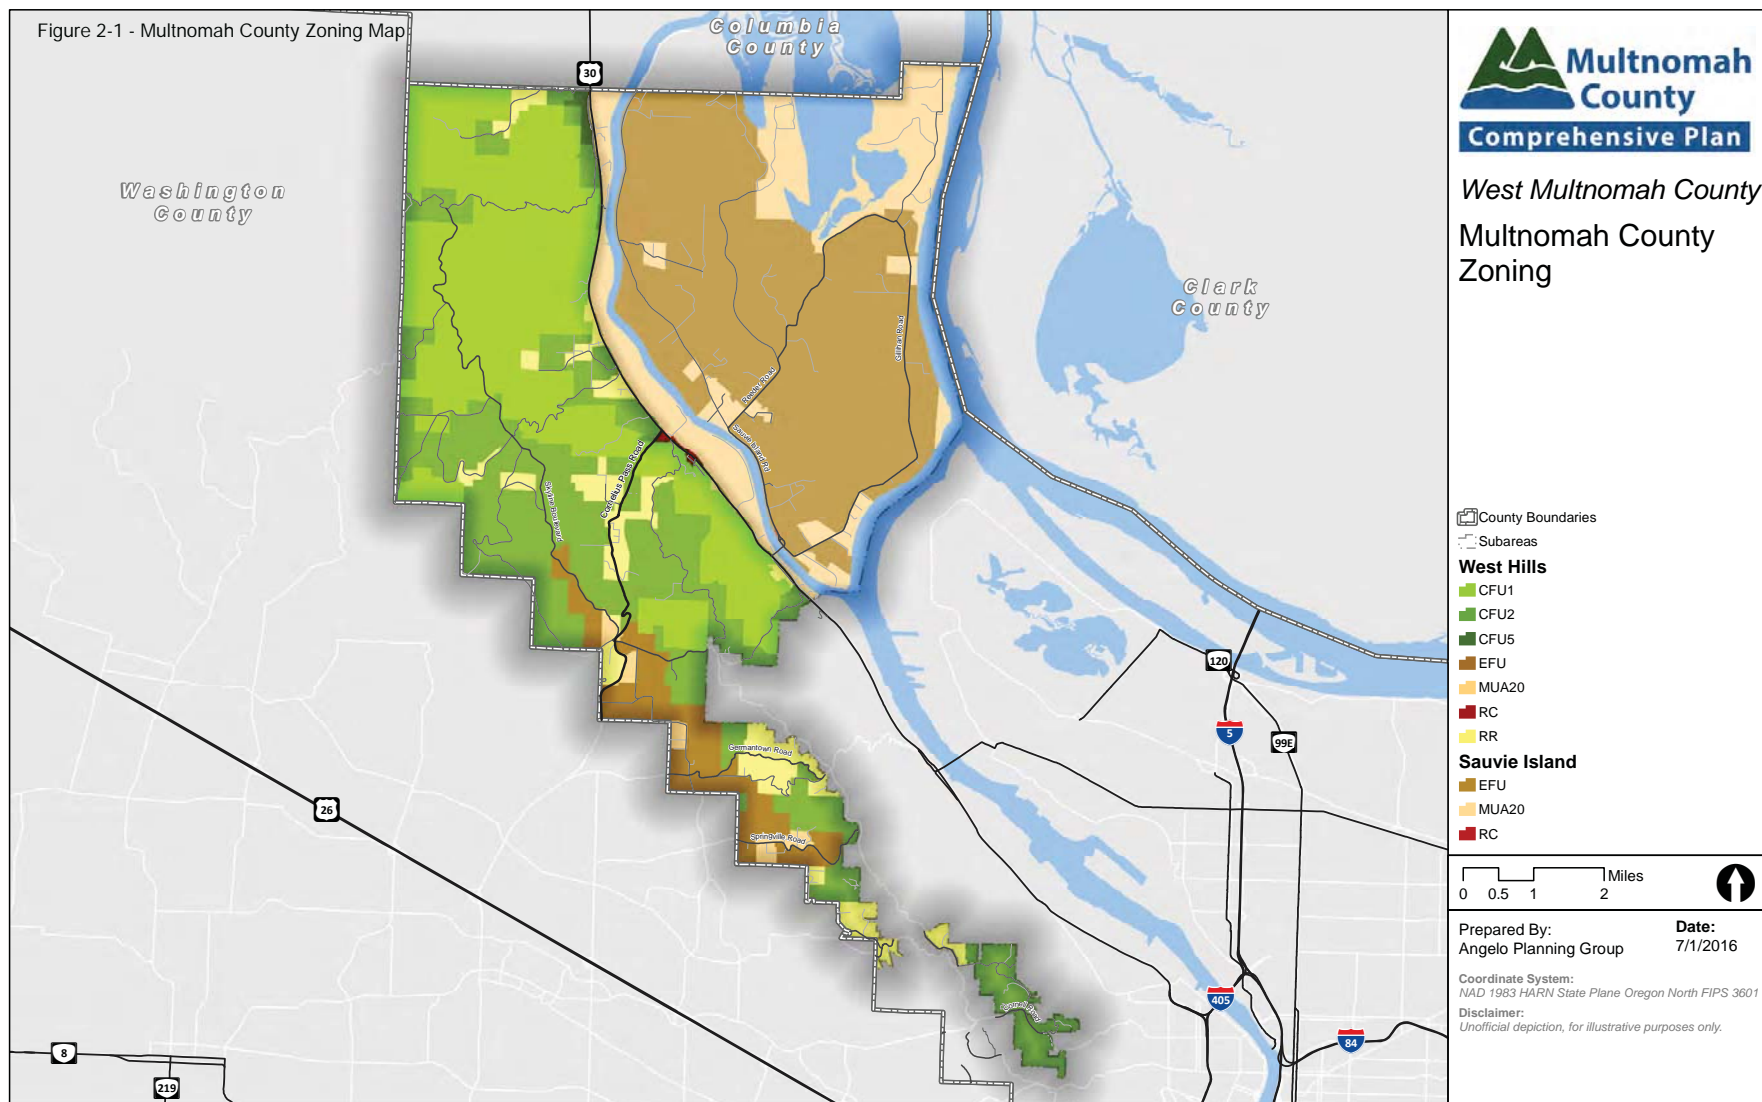 Figure 2-1 - Multnomah County Zoning Map
Columbia
County
30
Washington
County
Clark
County
Gillihan Road
Reeder Road
Sauvie Island Rd
Cornelius Pass Road
Skyline Boulevard
Germantown Road
Springville Road
Cornell Road
120
5
99E
26
405
84
8
219
Multnomah
County
Comprehensive Plan
West Multnomah County
Multnomah County
Zoning
County Boundaries
Subareas
West Hills
CFU1
CFU2
CFU5
EFU
MUA20
RC
RR
Sauvie Island
EFU
MUA20
RC
Miles
0 0.5 1 2
Prepared By:
Angelo Planning Group
Date:
7/1/2016
Coordinate System:
NAD 1983 HARN State Plane Oregon North FIPS 3601
Disclaimer:
Unofficial depiction, for illustrative purposes only.